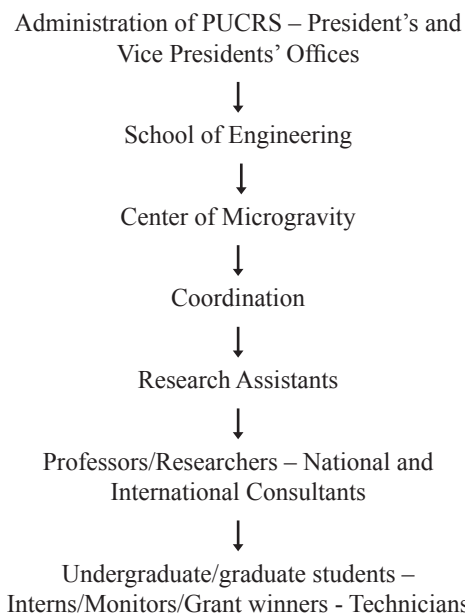 Administration of PUCRS – President’s and
Vice Presidents’ Offices
School of Engineering
Center of Microgravity
Coordination
Research Assistants
Professors/Researchers – National and
International Consultants
Undergraduate/graduate students –
Interns/Monitors/Grant winners - Technicians